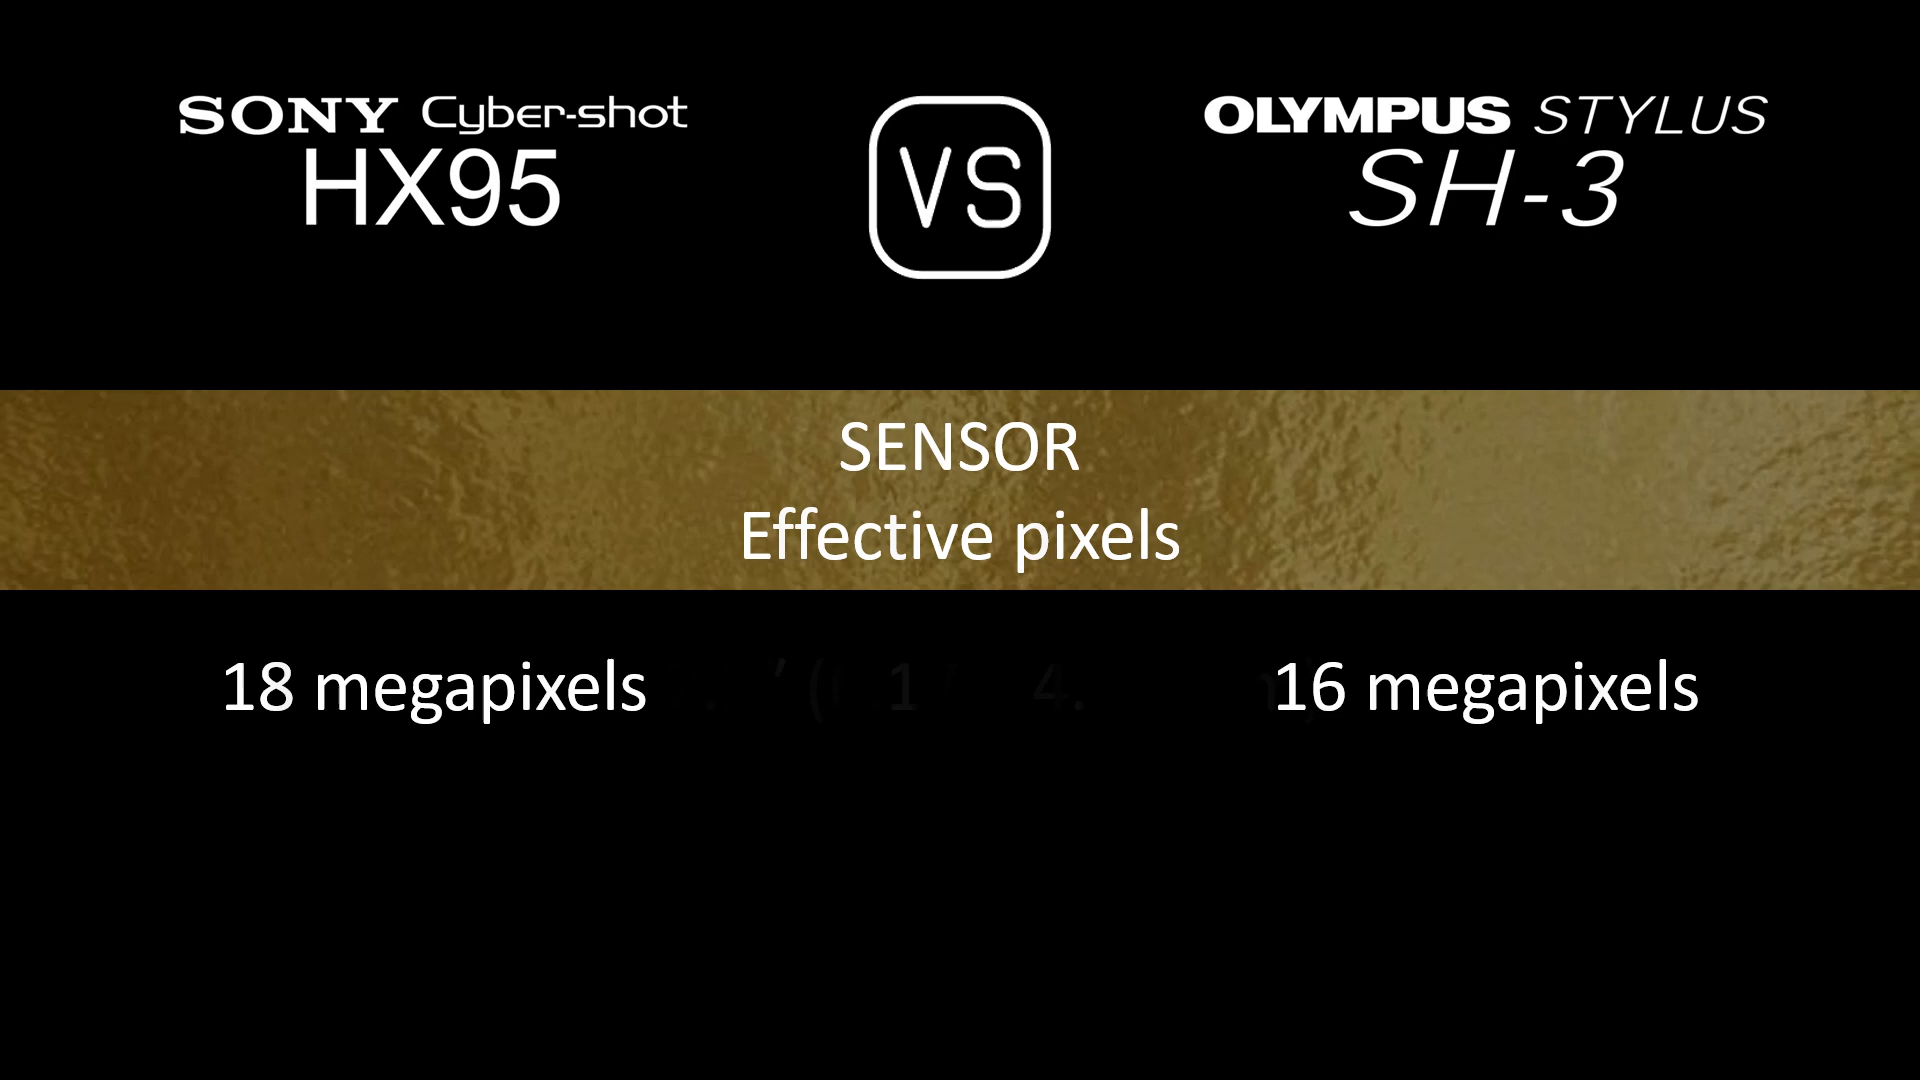 SONY Cyber-shot
HX95
VS
OLYMPUS STYLUS
SH-3
SENSOR
Effective pixels
18 megapixels
16 megapixels